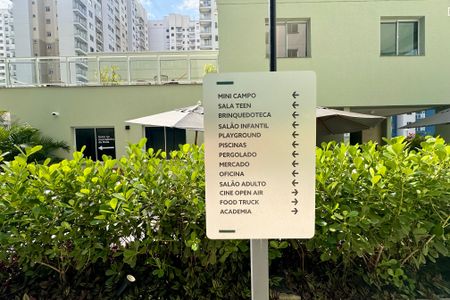 MINI CAMPO ←
SALA TEEN ←
BRINQUEDOTECA ←
SALÃO INFANTIL ←
PLAYGROUND ←
PISCINAS ←
PERGOLADO ←
MERCADO ←
OFICINA ←
SALÃO ADULTO ←
CINE OPEN AIR →
FOOD TRUCK →
ACADEMIA →